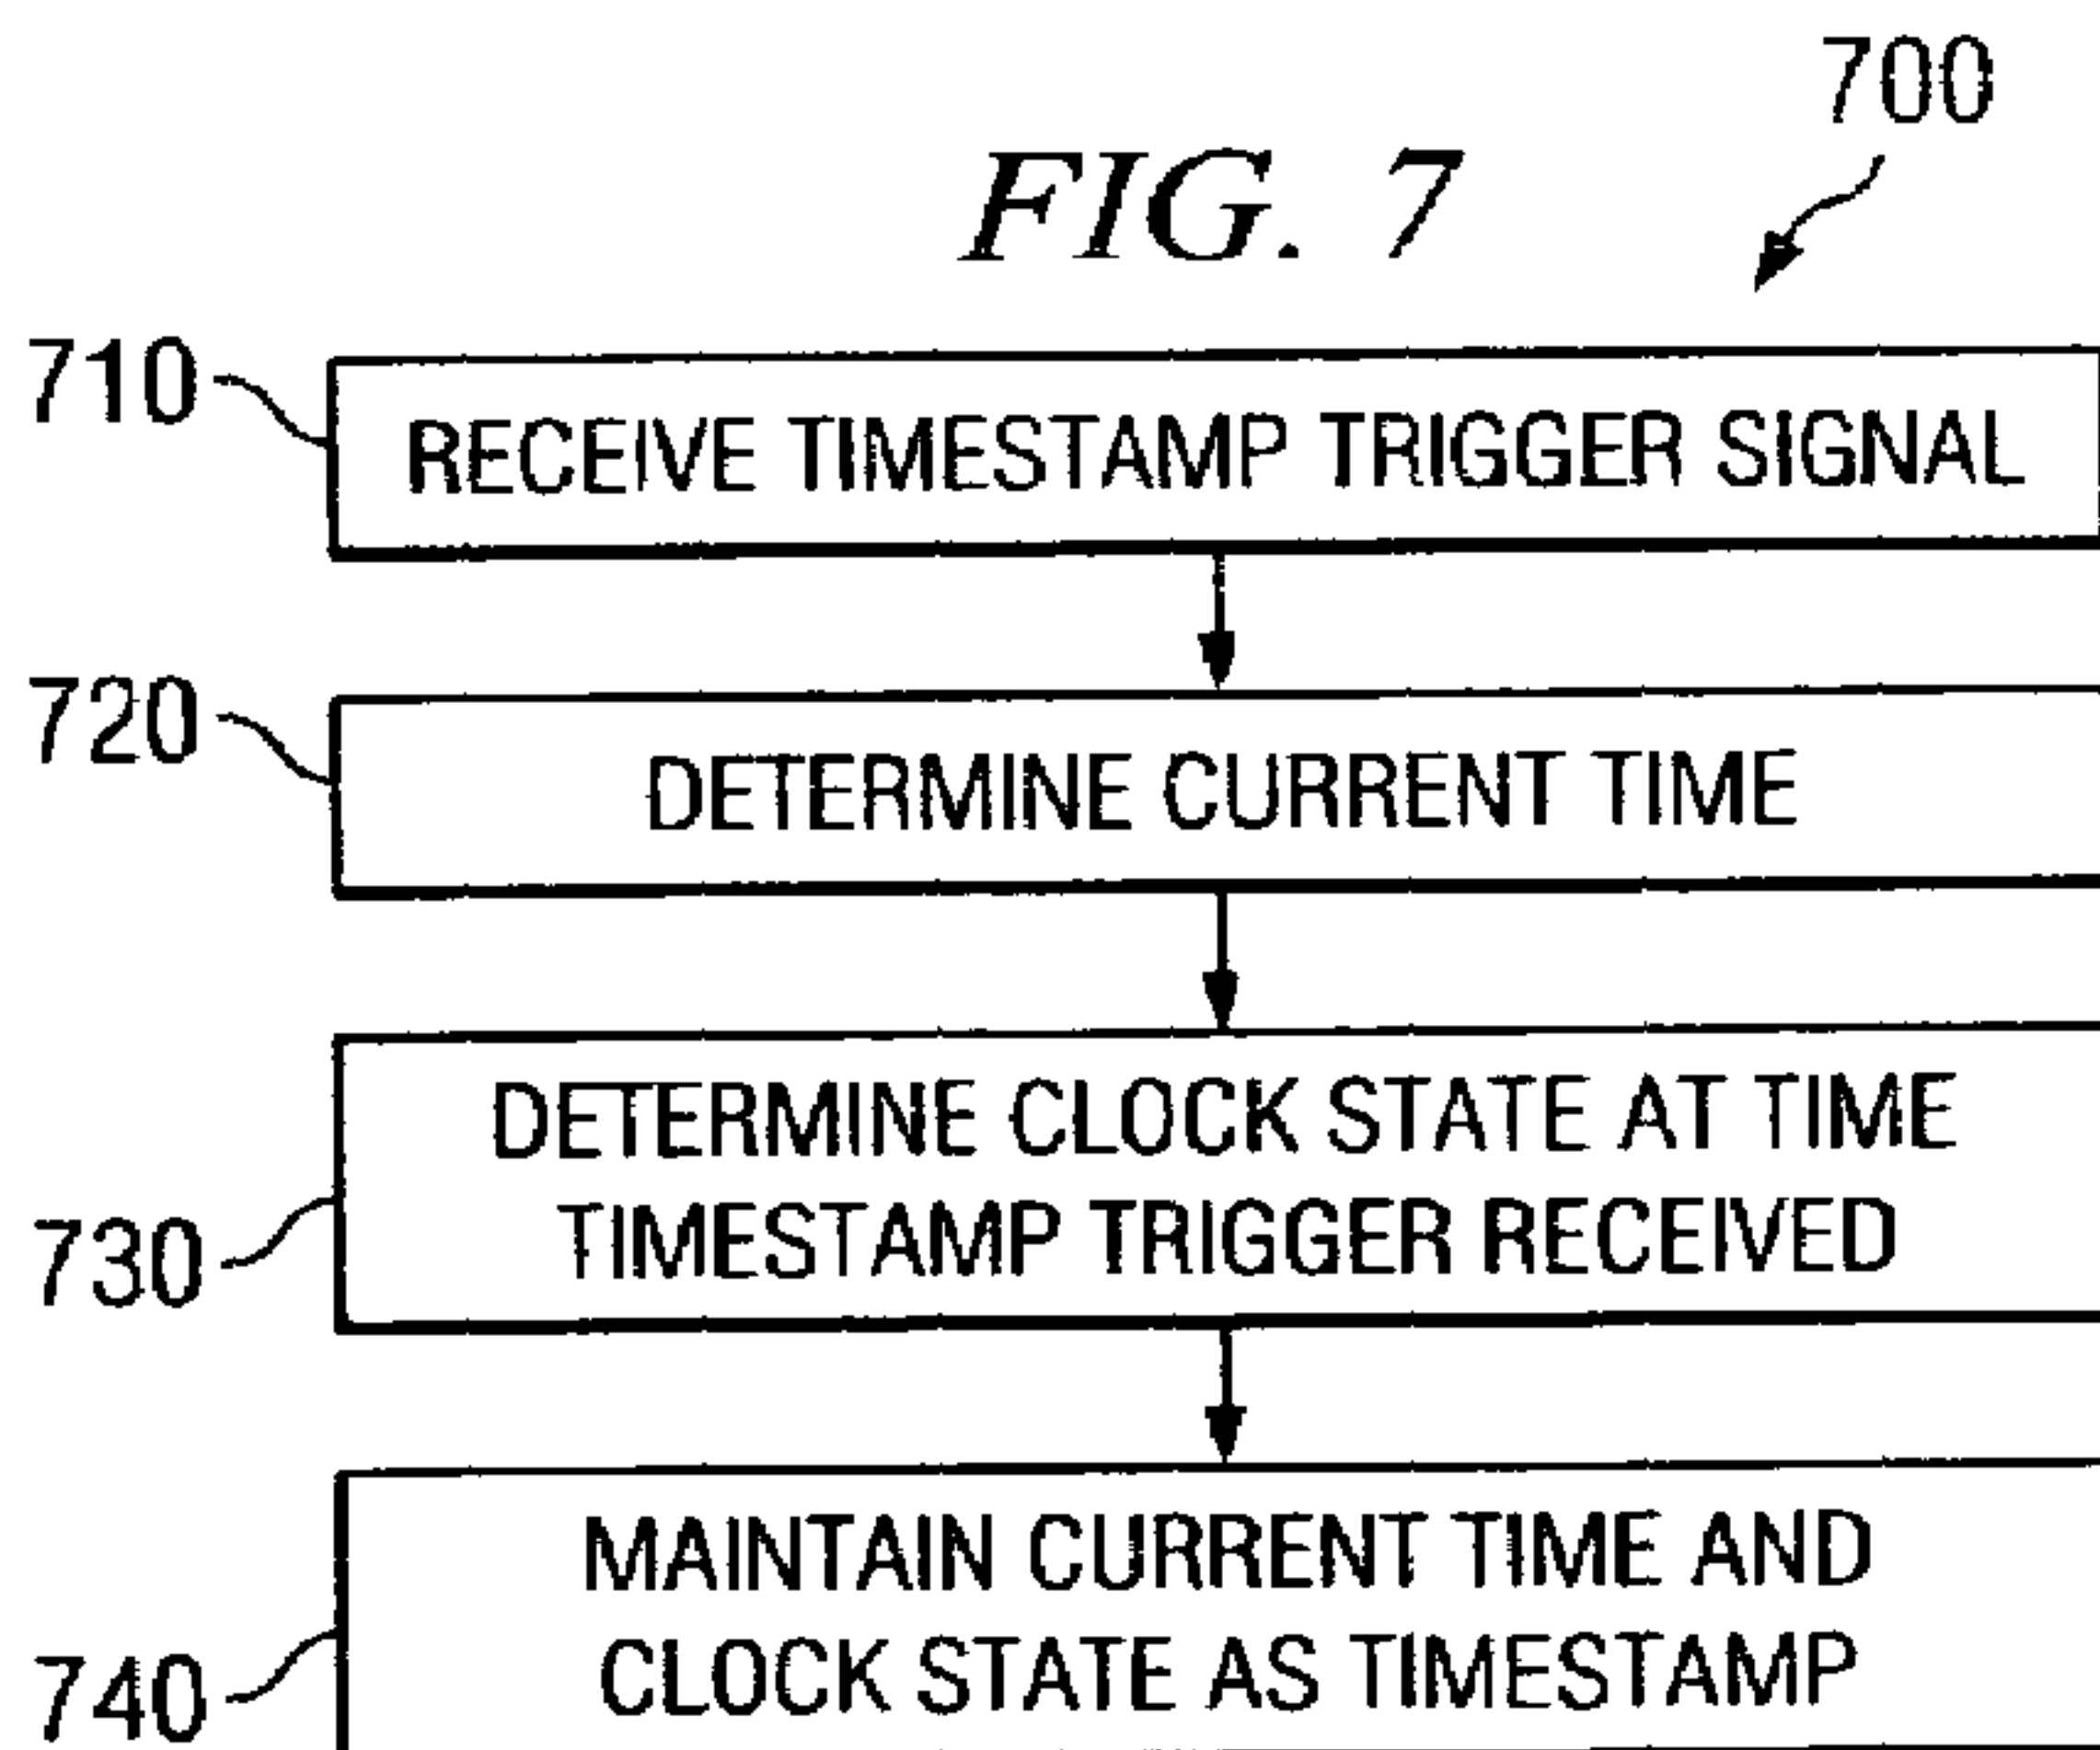 700
FIG. 7
710
RECEIVE TIMESTAMP TRIGGER SIGNAL
720
DETERMINE CURRENT TIME
DETERMINE CLOCK STATE AT TIME
TIMESTAMP TRIGGER RECEIVED
730
MAINTAIN CURRENT TIME AND
CLOCK STATE AS TIMESTAMP
740